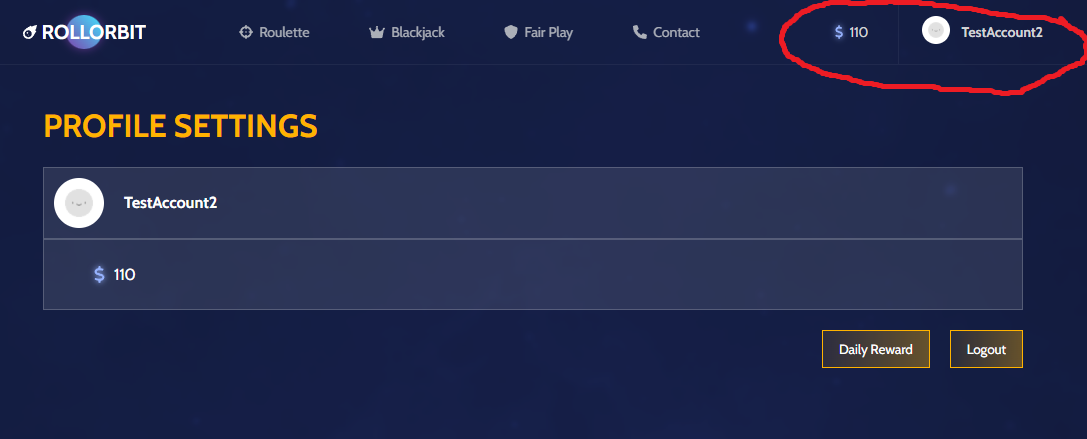 ROLLORBIT Roulette Blackjack Fair Play Contact $ 110 TestAccount2
PROFILE SETTINGS
TestAccount2
$ 110
Daily Reward Logout